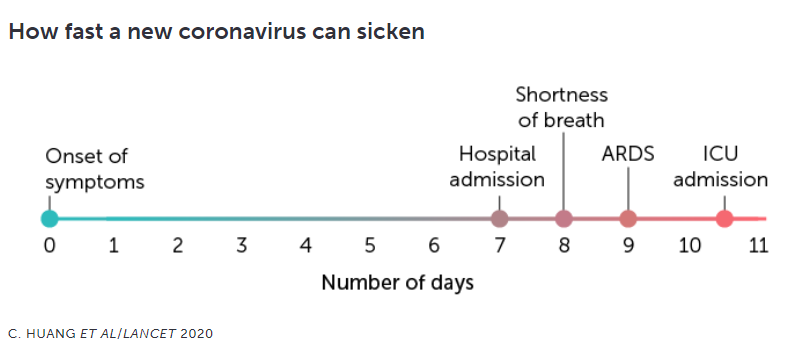 How fast a new coronavirus can sicken
Shortness
of breath
Onset of
symptoms
Hospital
admission
ARDS
ICU
admission
0 1 2 3 4 5 6 7 8 9 10 11
Number of days
C. HUANG ET AL/LANCET 2020